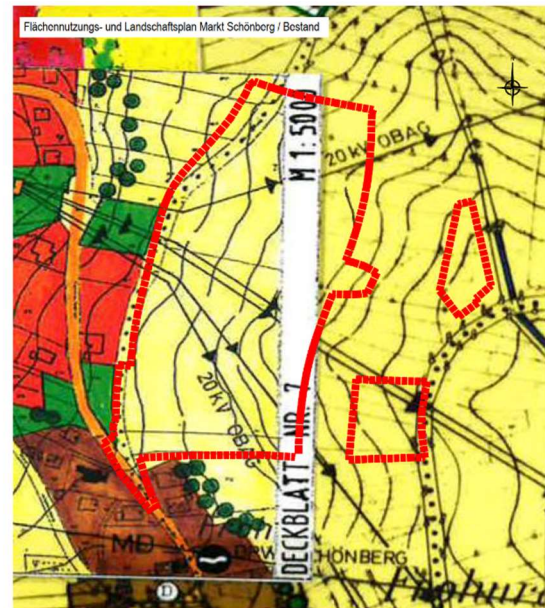 Flächennutzungs- und Landschaftsplan Markt Schönberg / Bestand
M 1:5000
20 KV OBAG
20 KV OBAG
DECKBLATT NR. 7
MD
SCHÖNBERG
D